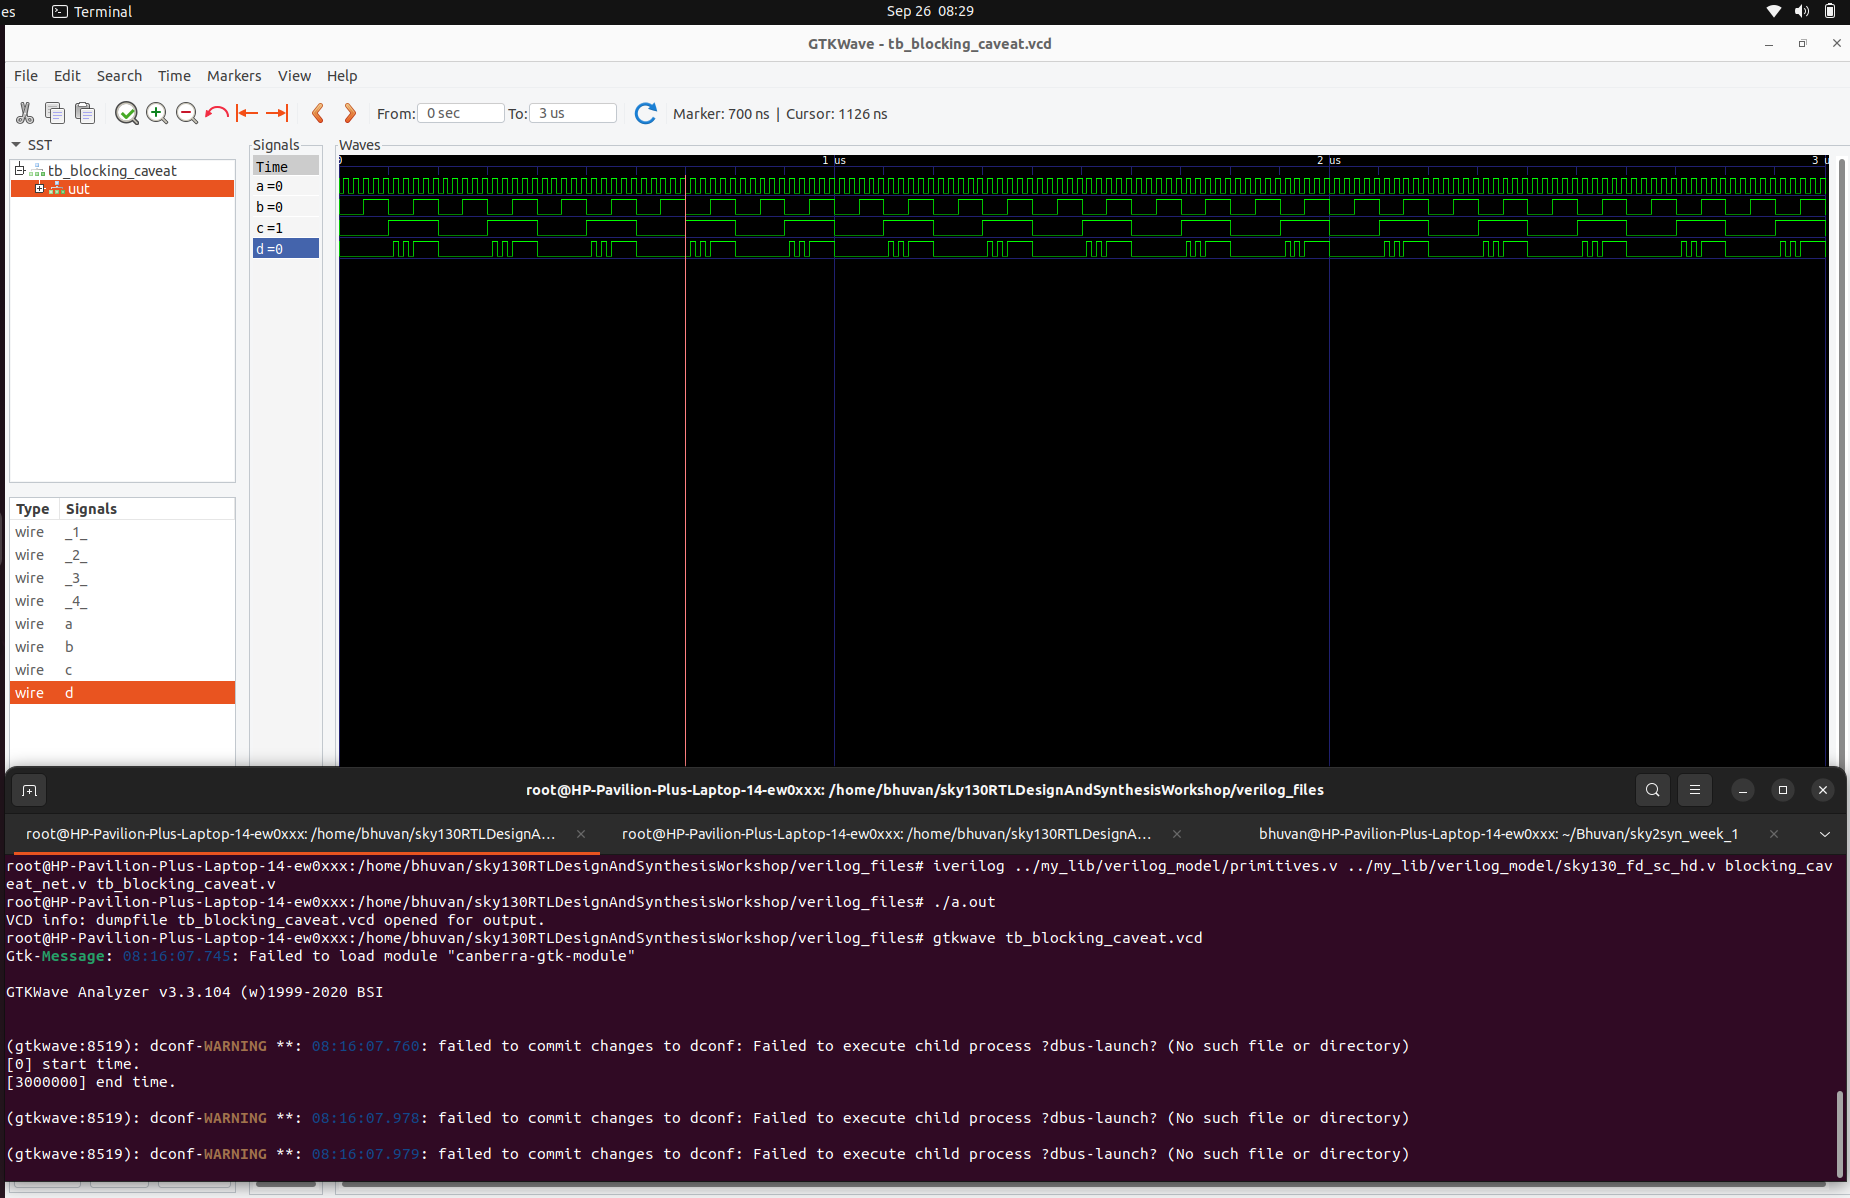 es Terminal Sep 26 08:29
GTKWave - tb_blocking_caveat.vcd
File Edit Search Time Markers View Help
From: 0 sec To: 3 us Marker: 700 ns | Cursor: 1126 ns
SST
tb_blocking_caveat
uut
Signals
Time
a=0
b=0
c=1
d=0
Waves
0 1 us 2 us 3 u
Type Signals
wire _1_
wire _2_
wire _3_
wire _4_
wire a
wire b
wire c
wire d
root@HP-Pavilion-Plus-Laptop-14-ew0xxx: /home/bhuvan/sky130RTLDesignAndSynthesisWorkshop/verilog_files
root@HP-Pavilion-Plus-Laptop-14-ew0xxx: /home/bhuvan/sky130RTLDesignA... root@HP-Pavilion-Plus-Laptop-14-ew0xxx: /home/bhuvan/sky130RTLDesignA... bhuvan@HP-Pavilion-Plus-Laptop-14-ew0xxx: ~/Bhuvan/sky2syn_week_1
root@HP-Pavilion-Plus-Laptop-14-ew0xxx:/home/bhuvan/sky130RTLDesignAndSynthesisWorkshop/verilog_files# iverilog ../my_lib/verilog_model/primitives.v ../my_lib/verilog_model/sky130_fd_sc_hd.v blocking_cav
eat_net.v tb_blocking_caveat.v
root@HP-Pavilion-Plus-Laptop-14-ew0xxx:/home/bhuvan/sky130RTLDesignAndSynthesisWorkshop/verilog_files# ./a.out
VCD info: dumpfile tb_blocking_caveat.vcd opened for output.
root@HP-Pavilion-Plus-Laptop-14-ew0xxx:/home/bhuvan/sky130RTLDesignAndSynthesisWorkshop/verilog_files# gtkwave tb_blocking_caveat.vcd
Gtk-Message: 08:16:07.745: Failed to load module "canberra-gtk-module"
GTKWave Analyzer v3.3.104 (w)1999-2020 BSI
(gtkwave:8519): dconf-WARNING **: 08:16:07.760: failed to commit changes to dconf: Failed to execute child process ?dbus-launch? (No such file or directory)
[0] start time.
[3000000] end time.
(gtkwave:8519): dconf-WARNING **: 08:16:07.978: failed to commit changes to dconf: Failed to execute child process ?dbus-launch? (No such file or directory)
(gtkwave:8519): dconf-WARNING **: 08:16:07.979: failed to commit changes to dconf: Failed to execute child process ?dbus-launch? (No such file or directory)